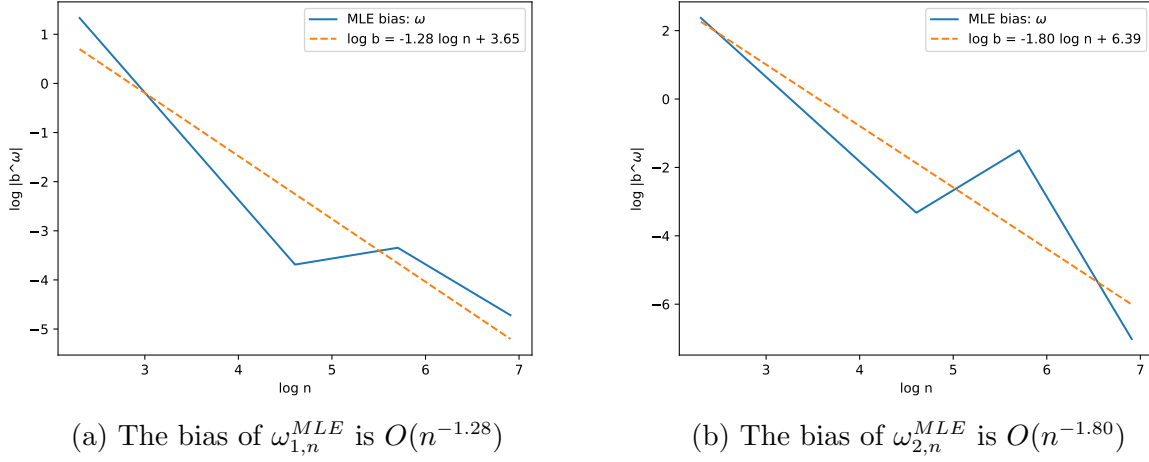 MLE bias: ω
log b = -1.28 log n + 3.65
1
0
−1
−2
−3
−4
−5
log |b^ω|
3 4 5 6 7
log n
(a) The bias of ω_{1,n}^{MLE} is O(n^{−1.28})
MLE bias: ω
log b = -1.80 log n + 6.39
2
0
−2
−4
−6
log |b^ω|
3 4 5 6 7
log n
(b) The bias of ω_{2,n}^{MLE} is O(n^{−1.80})